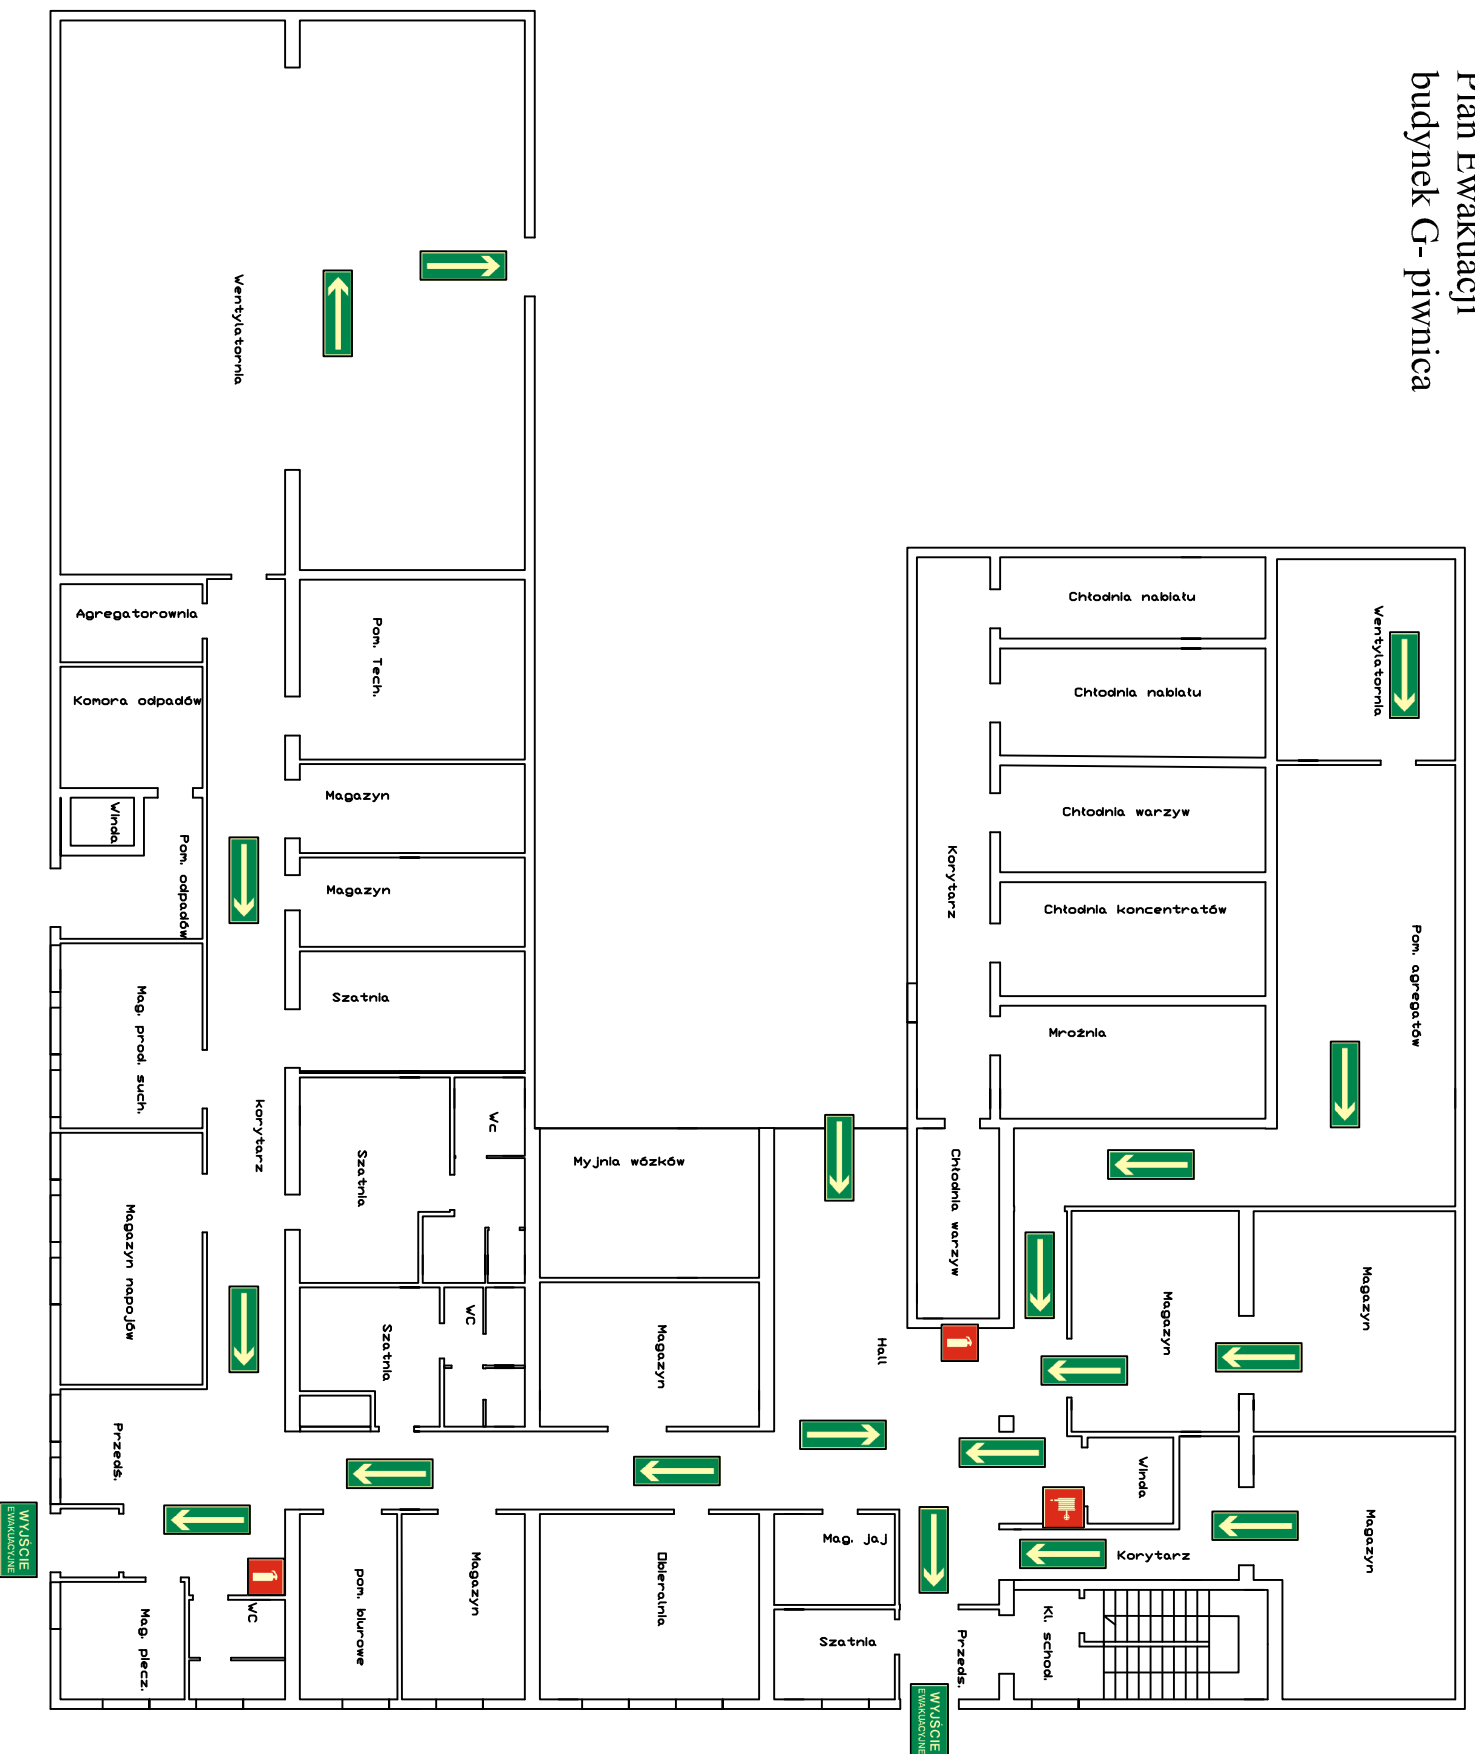 Plan Ewakuacji
budynek G- piwnica
Wentylatornia
Agregatorownia
Komora odpadów
Winda
Pom. odpadów
Pom. Tech.
Magazyn
Magazyn
Szatnia
Mag. prod. such.
korytarz
Magazyn napojów
Szatnia
Wc
Szatnia
WC
Przedś.
WYJŚCIE
EWAKUACYJNE
Mag. piecz.
WC
pom. biurowe
Magazyn
Obieralnia
Myjnia wózków
Magazyn
Hall
Mag. jaj
Szatnia
Przeds.
WYJŚCIE
EWAKUACYJNE
Kl. schod.
Korytarz
Winda
Magazyn
Magazyn
Magazyn
Chłodnia warzyw
Korytarz
Chłodnia nabiału
Chłodnia nabiału
Chłodnia warzyw
Chłodnia koncentratów
Mroźnia
Wentylatornia
Pom. agregatów